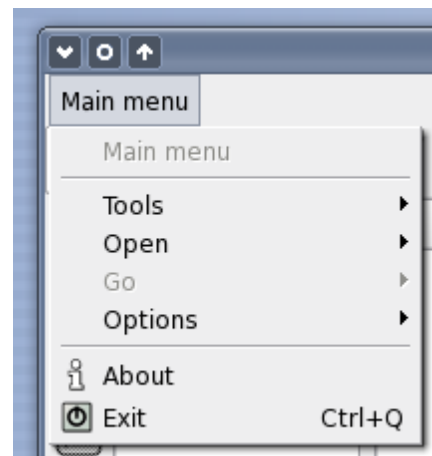 Main menu
Main menu
Tools
Open
Go
Options
About
Exit Ctrl+Q